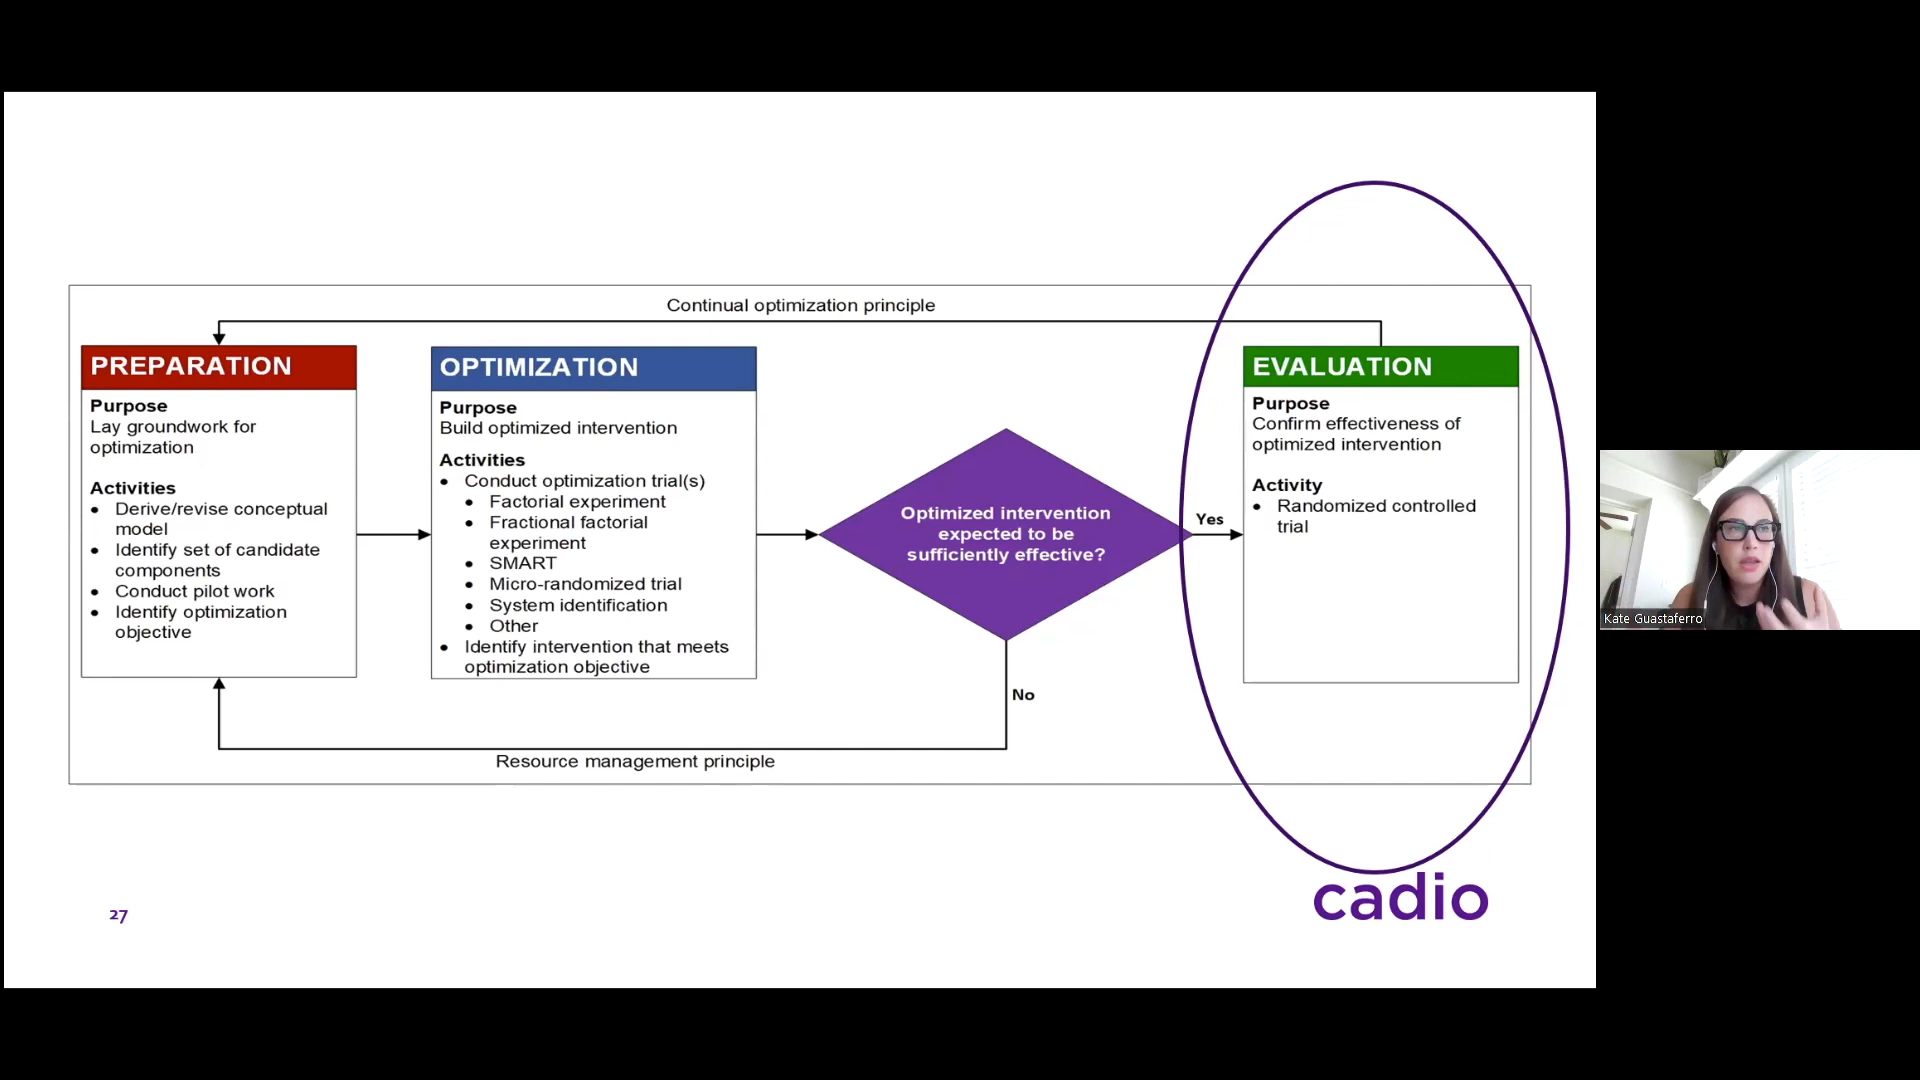 Continual optimization principle
PREPARATION
Purpose
Lay groundwork for
optimization
Activities
• Derive/revise conceptual
model
• Identify set of candidate
components
• Conduct pilot work
• Identify optimization
objective
OPTIMIZATION
Purpose
Build optimized intervention
Activities
• Conduct optimization trial(s)
• Factorial experiment
• Fractional factorial
experiment
• SMART
• Micro-randomized trial
• System identification
• Other
• Identify intervention that meets
optimization objective
Optimized intervention
expected to be
sufficiently effective?
Yes
No
EVALUATION
Purpose
Confirm effectiveness of
optimized intervention
Activity
• Randomized controlled
trial
Resource management principle
27
cadio
Kate Guastaferro